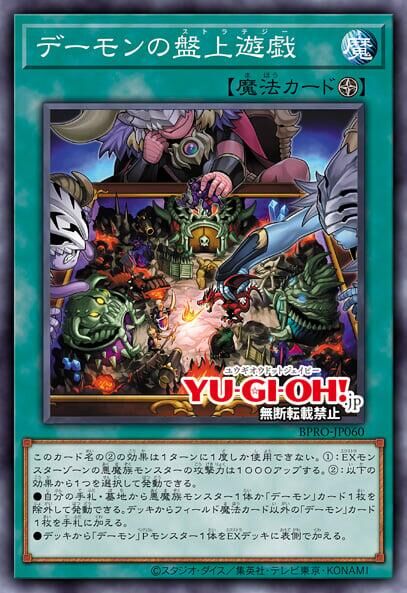 ストラテジー
デーモンの盤上遊戯
魔
【魔法カード】
ユウギオウドットジェイピー
YU-GI-OH!.jp
無断転載禁止
BPRO-JP060
このカード名の②の効果は1ターンに1度しか使用できない。①：EXモン
スターゾーンの悪魔族モンスターの攻撃力は1000アップする。②：以下
の効果から1つを選択して発動できる。
●自分の手札・墓地から悪魔族モンスター1体か「デーモン」カード1枚を
除外して発動できる。デッキからフィールド魔法カード以外の「デーモン」カード
1枚を手札に加える。
●デッキから「デーモン」Pモンスター1体をEXデッキに表側で加える。
©スタジオ・ダイス／集英社・テレビ東京・KONAMI